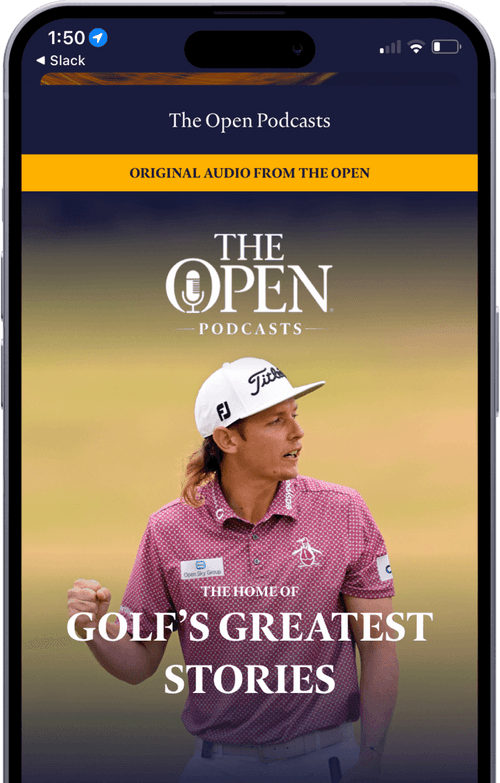 1:50
◀ Slack
The Open Podcasts
ORIGINAL AUDIO FROM THE OPEN
THE
OPEN
PODCASTS
Titleist
FJ
Open Sky Group
THE HOME OF
GOLF'S GREATEST
STORIES